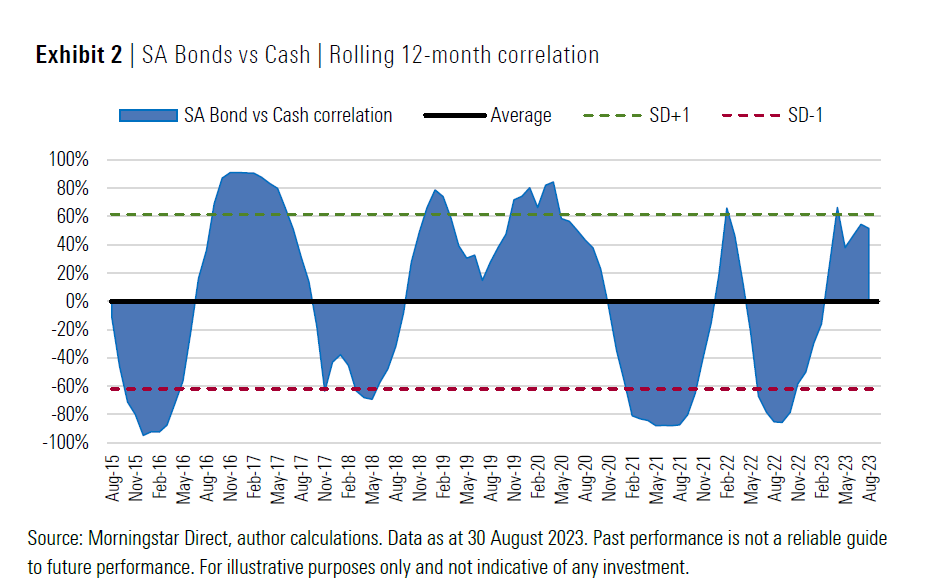 Exhibit 2 | SA Bonds vs Cash | Rolling 12-month correlation
SA Bond vs Cash correlation Average SD+1 SD-1
100%
80%
60%
40%
20%
0%
-20%
-40%
-60%
-80%
-100%
Aug-15
Nov-15
Feb-16
May-16
Aug-16
Nov-16
Feb-17
May-17
Aug-17
Nov-17
Feb-18
May-18
Aug-18
Nov-18
Feb-19
May-19
Aug-19
Nov-19
Feb-20
May-20
Aug-20
Nov-20
Feb-21
May-21
Aug-21
Nov-21
Feb-22
May-22
Aug-22
Nov-22
Feb-23
May-23
Aug-23
Source: Morningstar Direct, author calculations. Data as at 30 August 2023. Past performance is not a reliable guide
to future performance. For illustrative purposes only and not indicative of any investment.